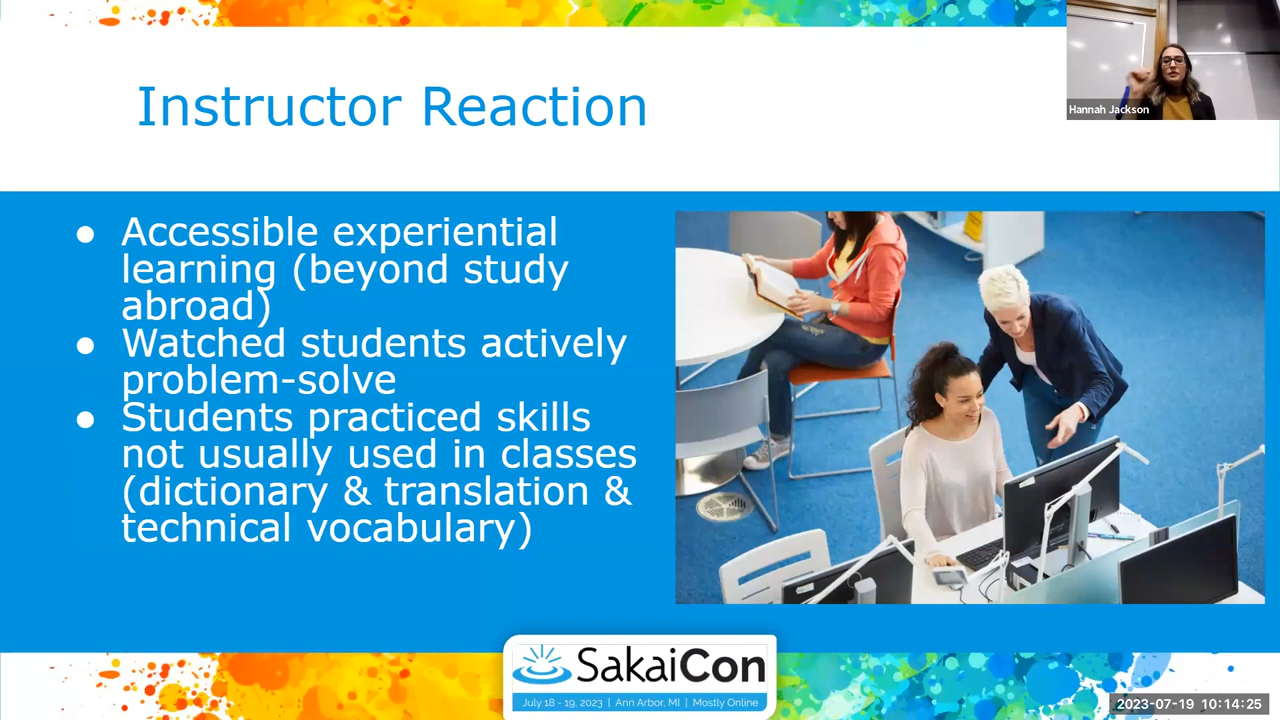 Instructor Reaction
Hannah Jackson
● Accessible experiential
learning (beyond study
abroad)
● Watched students actively
problem-solve
● Students practiced skills
not usually used in classes
(dictionary & translation &
technical vocabulary)
SakaiCon
July 18 - 19, 2023 | Ann Arbor, MI | Mostly Online
2023-07-19 10:14:25